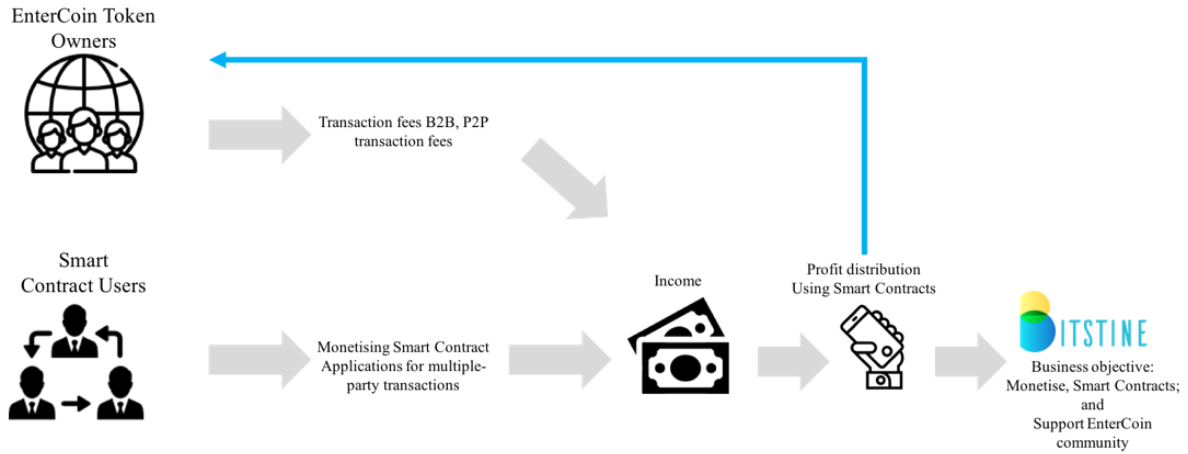 EnterCoin Token
Owners
Transaction fees B2B, P2P
transaction fees
Smart
Contract Users
Monetising Smart Contract
Applications for multiple-
party transactions
Income
Profit distribution
Using Smart Contracts
BITSTINE
Business objective:
Monetise, Smart Contracts;
and
Support EnterCoin
community